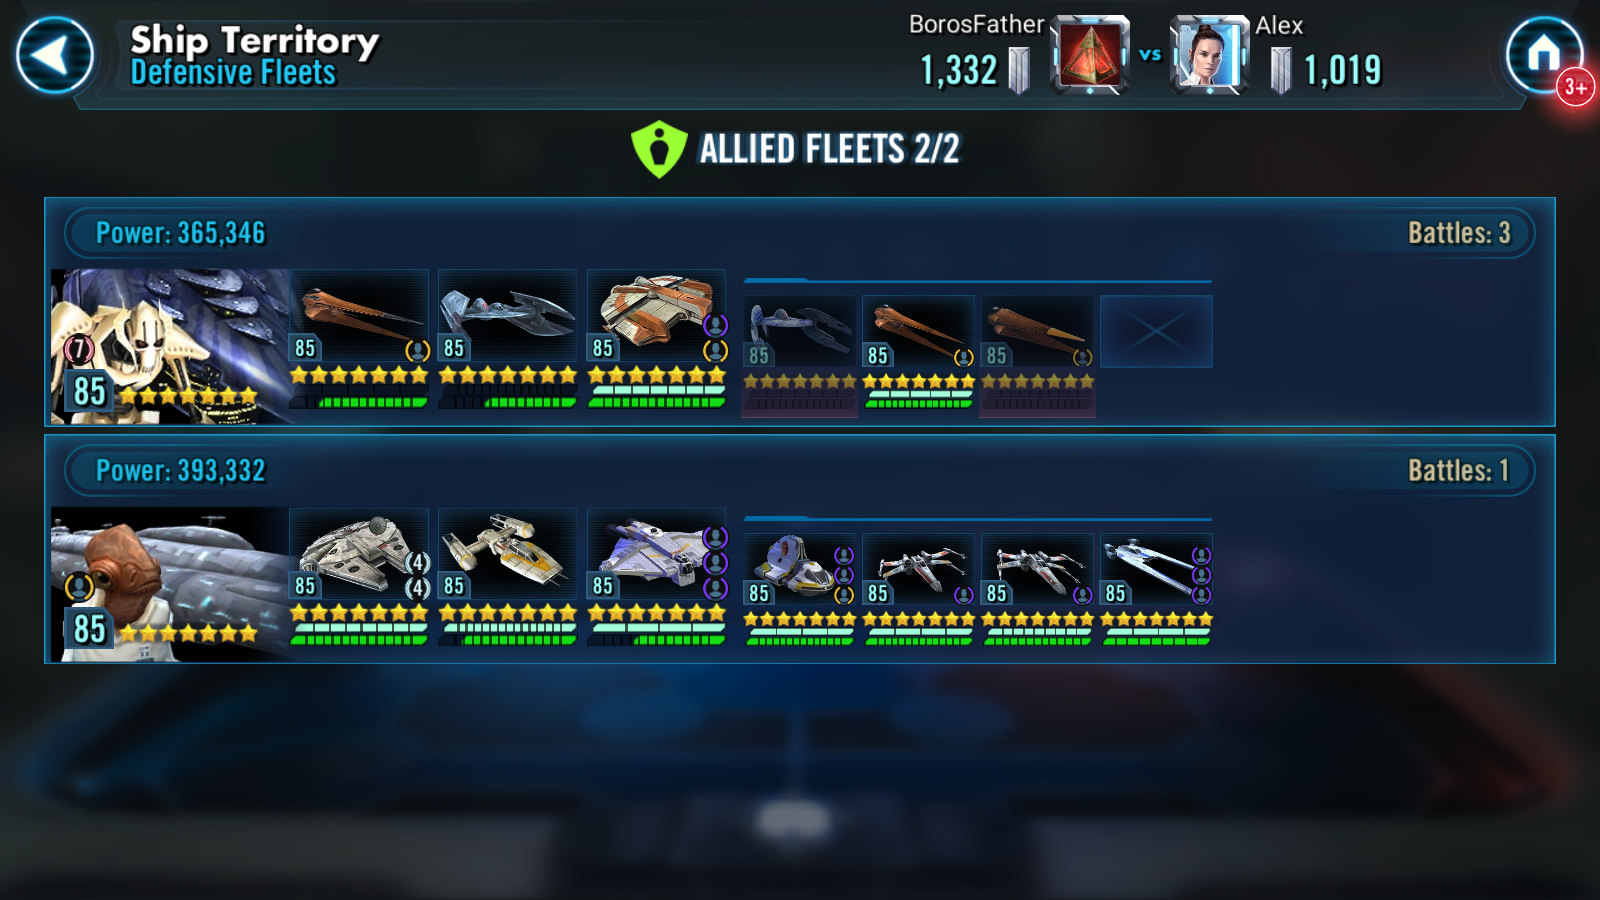 Ship Territory
Defensive Fleets
BorosFather
1,332
vs
Alex
1,019
3+
ALLIED FLEETS 2/2
Power: 365,346
Battles: 3
7
85
85
85
85
85
85
85
Power: 393,332
Battles: 1
85
85
(4)
(4)
85
85
85
85
85
85